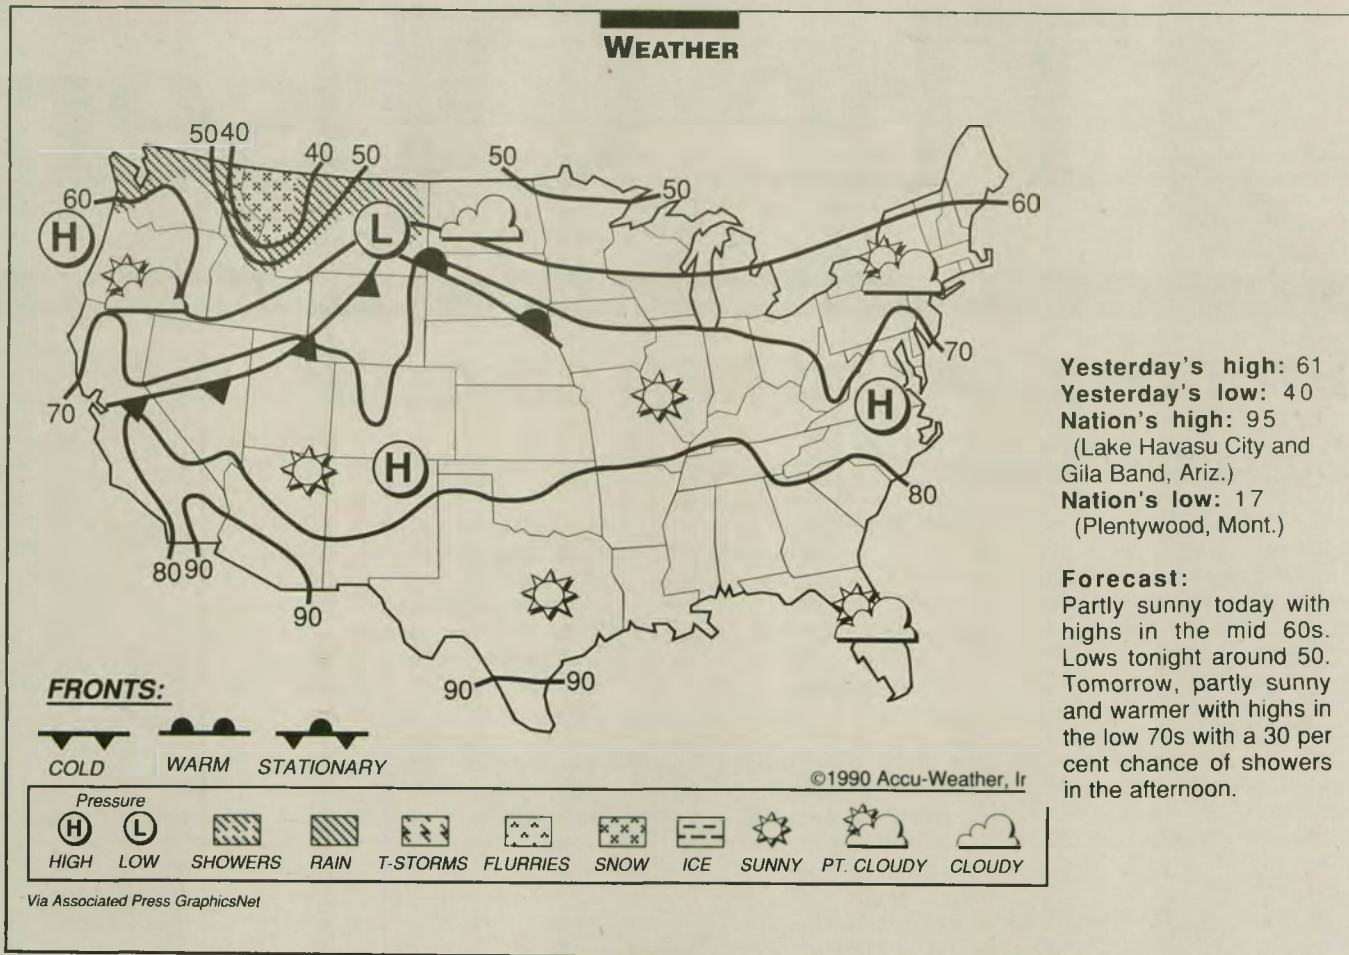 WEATHER
50 40
40 50
50
50
60
60
H
L
70
70
H
H
80
80 90
90
90 90
Yesterday's high: 61
Yesterday's low: 40
Nation's high: 95
(Lake Havasu City and
Gila Band, Ariz.)
Nation's low: 17
(Plentywood, Mont.)
Forecast:
Partly sunny today with
highs in the mid 60s.
Lows tonight around 50.
Tomorrow, partly sunny
and warmer with highs in
the low 70s with a 30 per
cent chance of showers
in the afternoon.
FRONTS:
COLD WARM STATIONARY
©1990 Accu-Weather, Ir
Pressure
H L
HIGH LOW SHOWERS RAIN T-STORMS FLURRIES SNOW ICE SUNNY PT. CLOUDY CLOUDY
Via Associated Press GraphicsNet